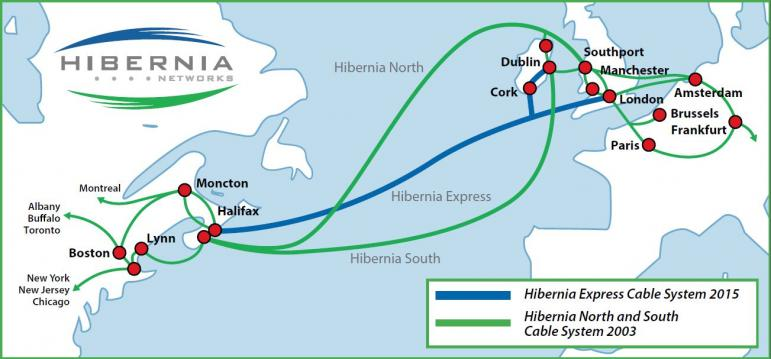 HIBERNIA
NETWORKS
Hibernia North
Dublin
Southport
Manchester
Cork
London
Amsterdam
Brussels
Frankfurt
Paris
Montreal
Moncton
Hibernia Express
Albany
Buffalo
Toronto
Halifax
Boston
Lynn
Hibernia South
New York
New Jersey
Chicago
Hibernia Express Cable System 2015
Hibernia North and South
Cable System 2003